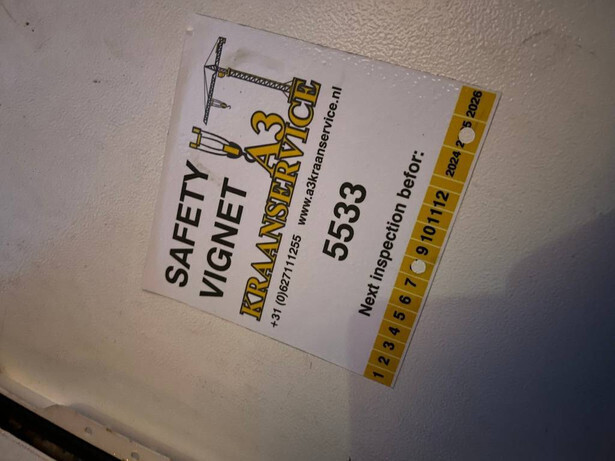 SAFETY
VIGNET
A3
KRAANSERVICE
+31 (0)627111255 www.a3kraanservice.nl
5533
Next inspection befor:
1 2 3 4 5 6 7 9 10 11 12 2024 2026